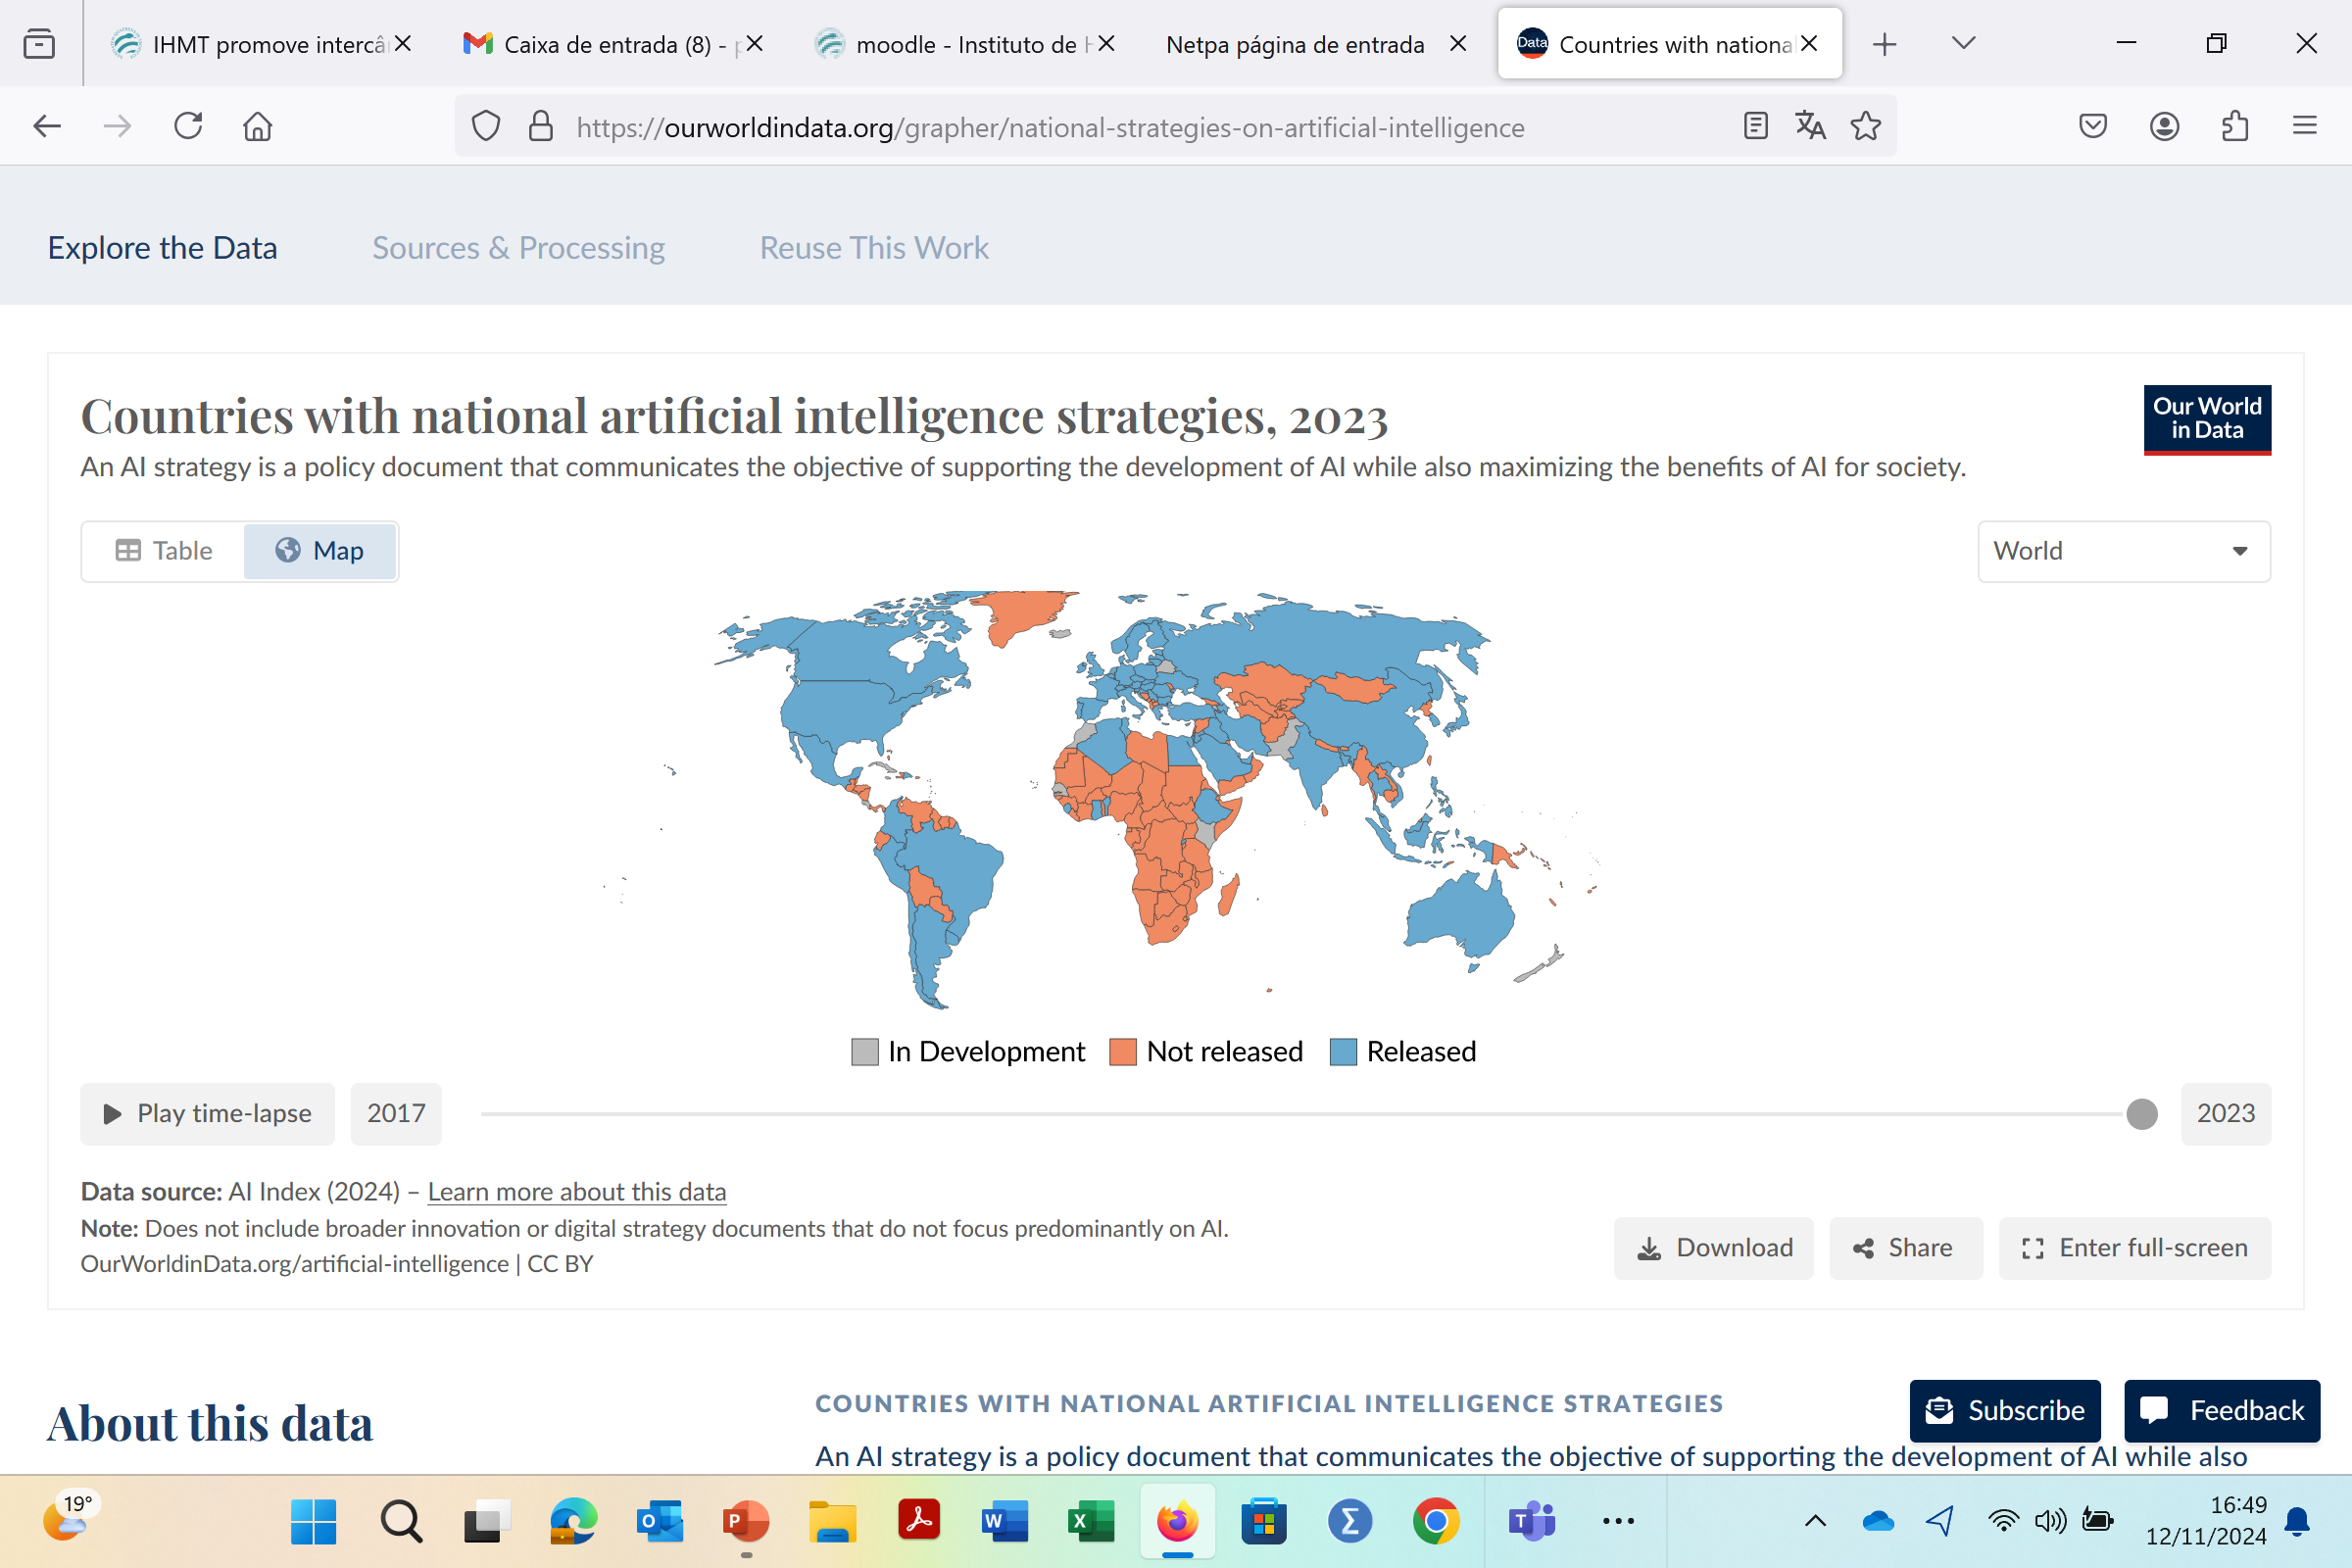 IHMT promove intercâ
Caixa de entrada (8) -
moodle - Instituto de
Netpa página de entrada
Data
Countries with nationa
https://ourworldindata.org/grapher/national-strategies-on-artificial-intelligence
Explore the Data
Sources & Processing
Reuse This Work
Countries with national artificial intelligence strategies, 2023
An AI strategy is a policy document that communicates the objective of supporting the development of AI while also maximizing the benefits of AI for society.
Our World
in Data
Table
Map
World
In Development
Not released
Released
Play time-lapse
2017
2023
Data source: AI Index (2024) – Learn more about this data
Note: Does not include broader innovation or digital strategy documents that do not focus predominantly on AI.
OurWorldinData.org/artificial-intelligence | CC BY
Download
Share
Enter full-screen
About this data
COUNTRIES WITH NATIONAL ARTIFICIAL INTELLIGENCE STRATEGIES
An AI strategy is a policy document that communicates the objective of supporting the development of AI while also
Subscribe
Feedback
19°
16:49
12/11/2024